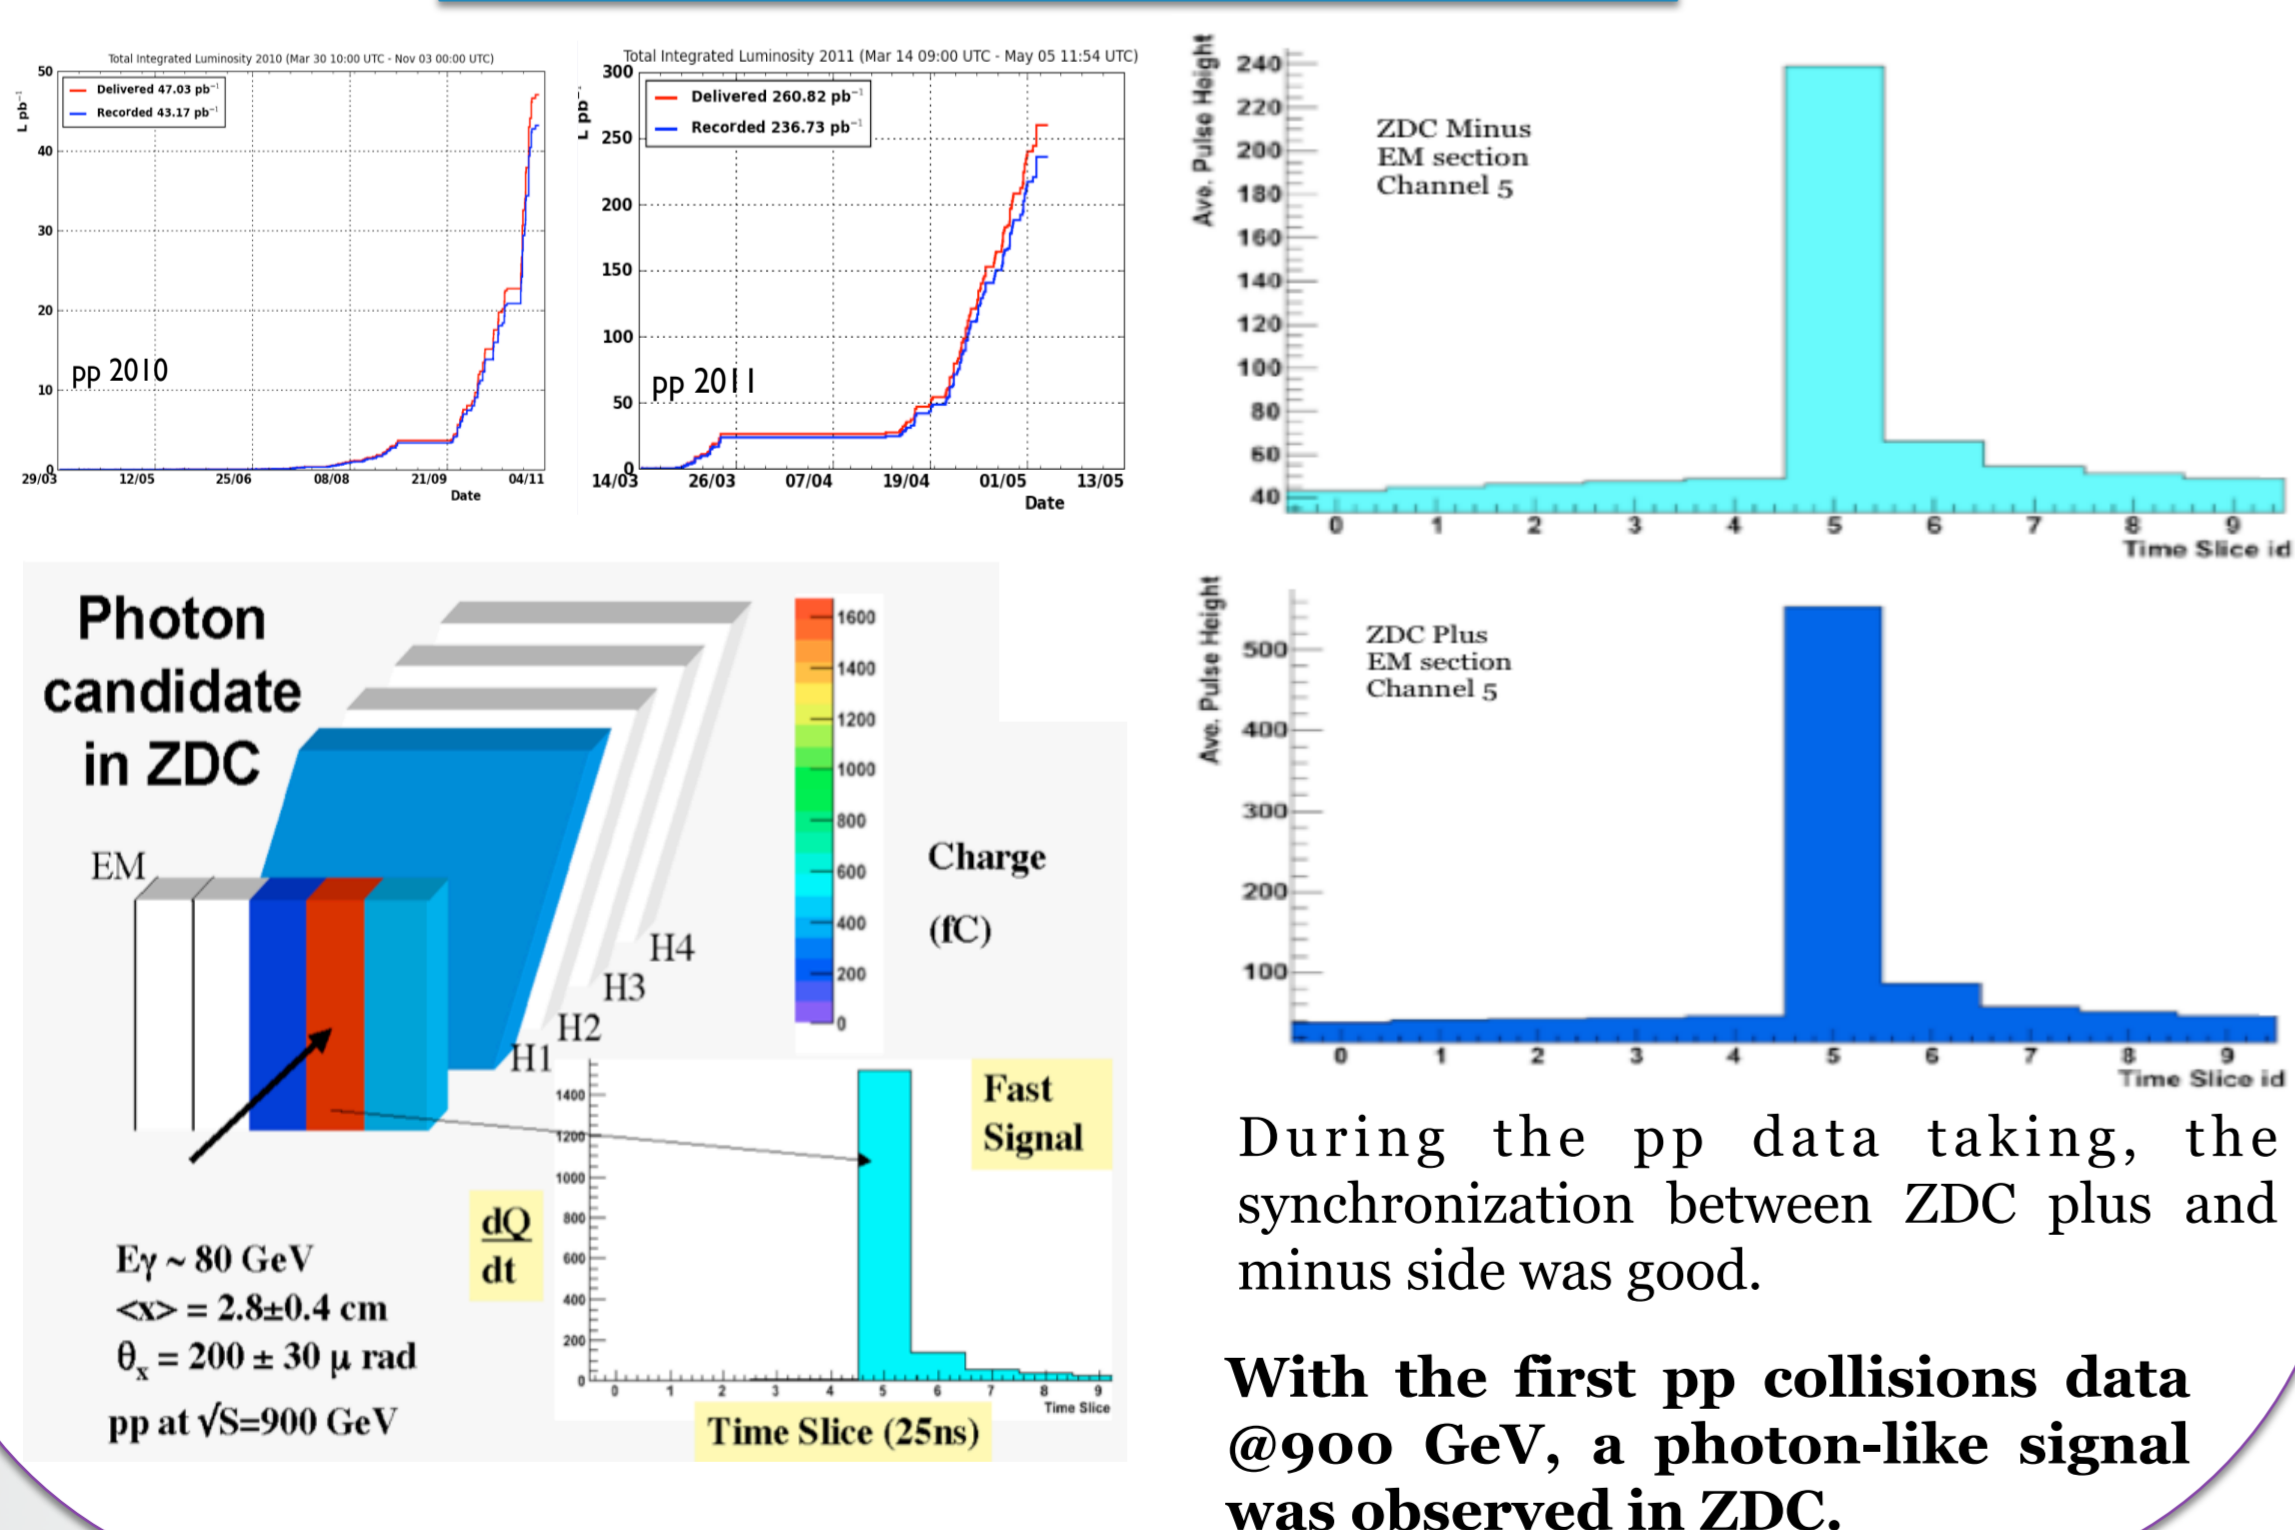 Total Integrated Luminosity 2010 (Mar 30 10:00 UTC - Nov 03 00:00 UTC)
L pb⁻¹
Delivered 47.03 pb⁻¹
Recorded 43.17 pb⁻¹
50
40
30
20
10
0
pp 2010
29/03 12/05 25/06 08/08 21/09 04/11
Date
Total Integrated Luminosity 2011 (Mar 14 09:00 UTC - May 05 11:54 UTC)
L pb⁻¹
Delivered 260.82 pb⁻¹
Recorded 236.73 pb⁻¹
300
250
200
150
100
50
0
pp 2011
14/03 26/03 07/04 19/04 01/05 13/05
Date
Ave. Pulse Height
240
220
200
180
160
140
120
100
80
60
40
ZDC Minus
EM section
Channel 5
0 1 2 3 4 5 6 7 8 9
Time Slice id
Photon
candidate
in ZDC
EM
H4
H3
H2
H1
1600
1400
1200
1000
800
600
400
200
0
Charge
(fC)
Fast
Signal
dQ
dt
1400
1200
1000
800
600
400
200
0
0 1 2 3 4 5 6 7 8 9
Time Slice
Time Slice (25ns)
Eγ ~ 80 GeV
<x> = 2.8±0.4 cm
θx = 200 ± 30 μ rad
pp at √S=900 GeV
Ave. Pulse Height
500
400
300
200
100
ZDC Plus
EM section
Channel 5
0 1 2 3 4 5 6 7 8 9
Time Slice id
During the pp data taking, the
synchronization between ZDC plus and
minus side was good.
With the first pp collisions data
@900 GeV, a photon-like signal
was observed in ZDC.